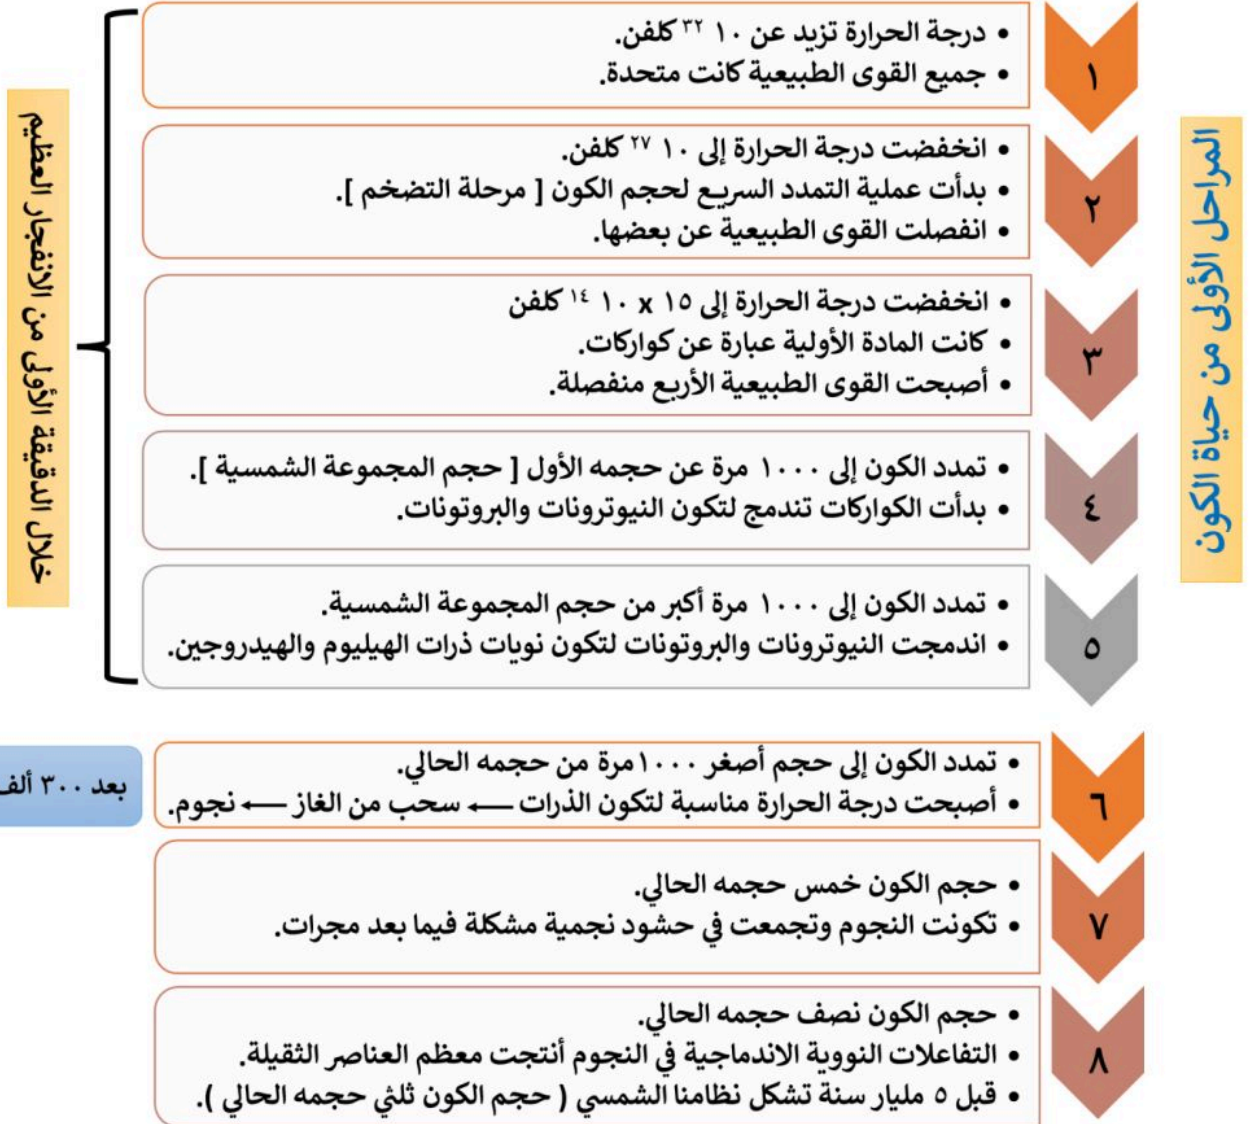 المراحل الأولى من حياة الكون
١
• درجة الحرارة تزيد عن ١٠ ³² كلفن.
• جميع القوى الطبيعية كانت متحدة.
٢
• انخفضت درجة الحرارة إلى ١٠ ²⁷ كلفن.
• بدأت عملية التمدد السريع لحجم الكون [ مرحلة التضخم ].
• انفصلت القوى الطبيعية عن بعضها.
٣
• انخفضت درجة الحرارة إلى ١٥ x ١٠ ¹⁴ كلفن
• كانت المادة الأولية عبارة عن كواركات.
• أصبحت القوى الطبيعية الأربع منفصلة.
٤
• تمدد الكون إلى ١٠٠٠ مرة عن حجمه الأول [ حجم المجموعة الشمسية ].
• بدأت الكواركات تندمج لتكون النيوترونات والبروتونات.
٥
• تمدد الكون إلى ١٠٠٠ مرة أكبر من حجم المجموعة الشمسية.
• اندمجت النيوترونات والبروتونات لتكون نويات ذرات الهيليوم والهيدروجين.
خلال الدقيقة الأولى من الانفجار العظيم
٦
• تمدد الكون إلى حجم أصغر ١٠٠٠مرة من حجمه الحالي.
• أصبحت درجة الحرارة مناسبة لتكون الذرات ← سحب من الغاز ← نجوم.
بعد ٣٠٠ ألف
٧
• حجم الكون خمس حجمه الحالي.
• تكونت النجوم وتجمعت في حشود نجمية مشكلة فيما بعد مجرات.
٨
• حجم الكون نصف حجمه الحالي.
• التفاعلات النووية الاندماجية في النجوم أنتجت معظم العناصر الثقيلة.
• قبل ٥ مليار سنة تشكل نظامنا الشمسي ( حجم الكون ثلثي حجمه الحالي ).